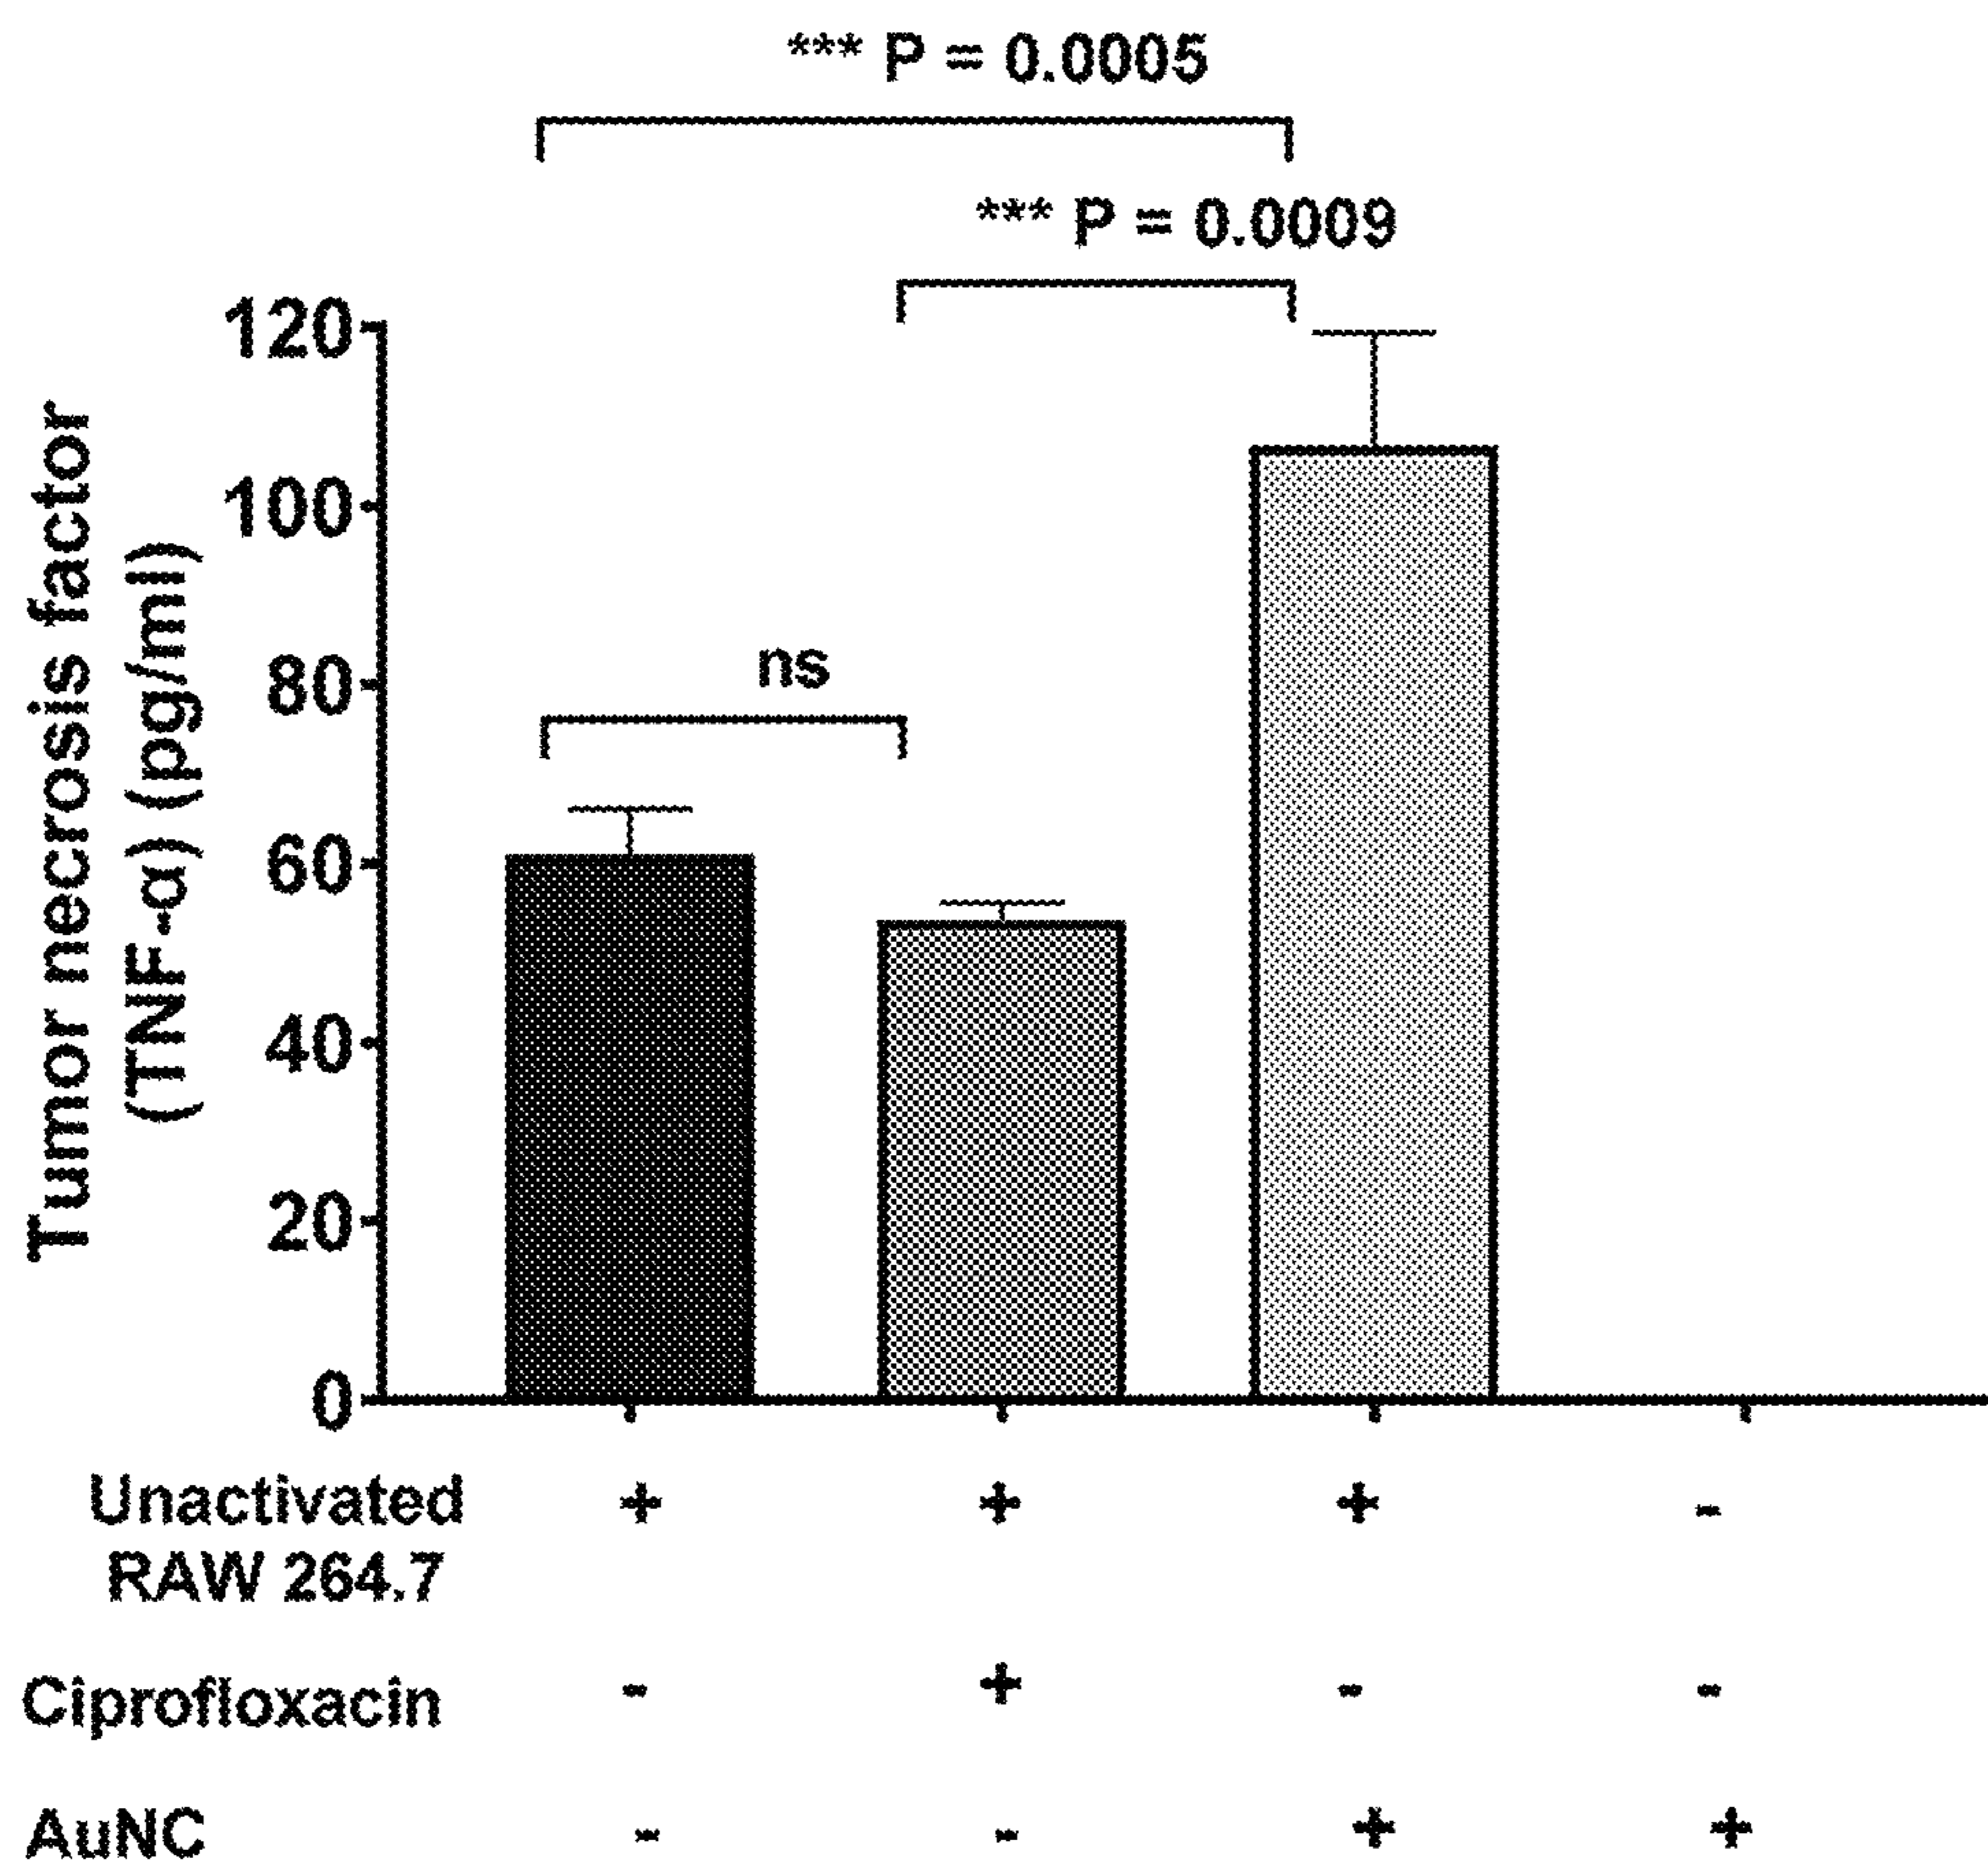 *** P = 0.0005
*** P = 0.0009
120
100
80
60
40
20
0
Tumor necrosis factor
(TNF-α) (pg/ml)
ns
Unactivated + + + -
RAW 264.7
Ciprofloxacin - + - -
AuNC - - + +